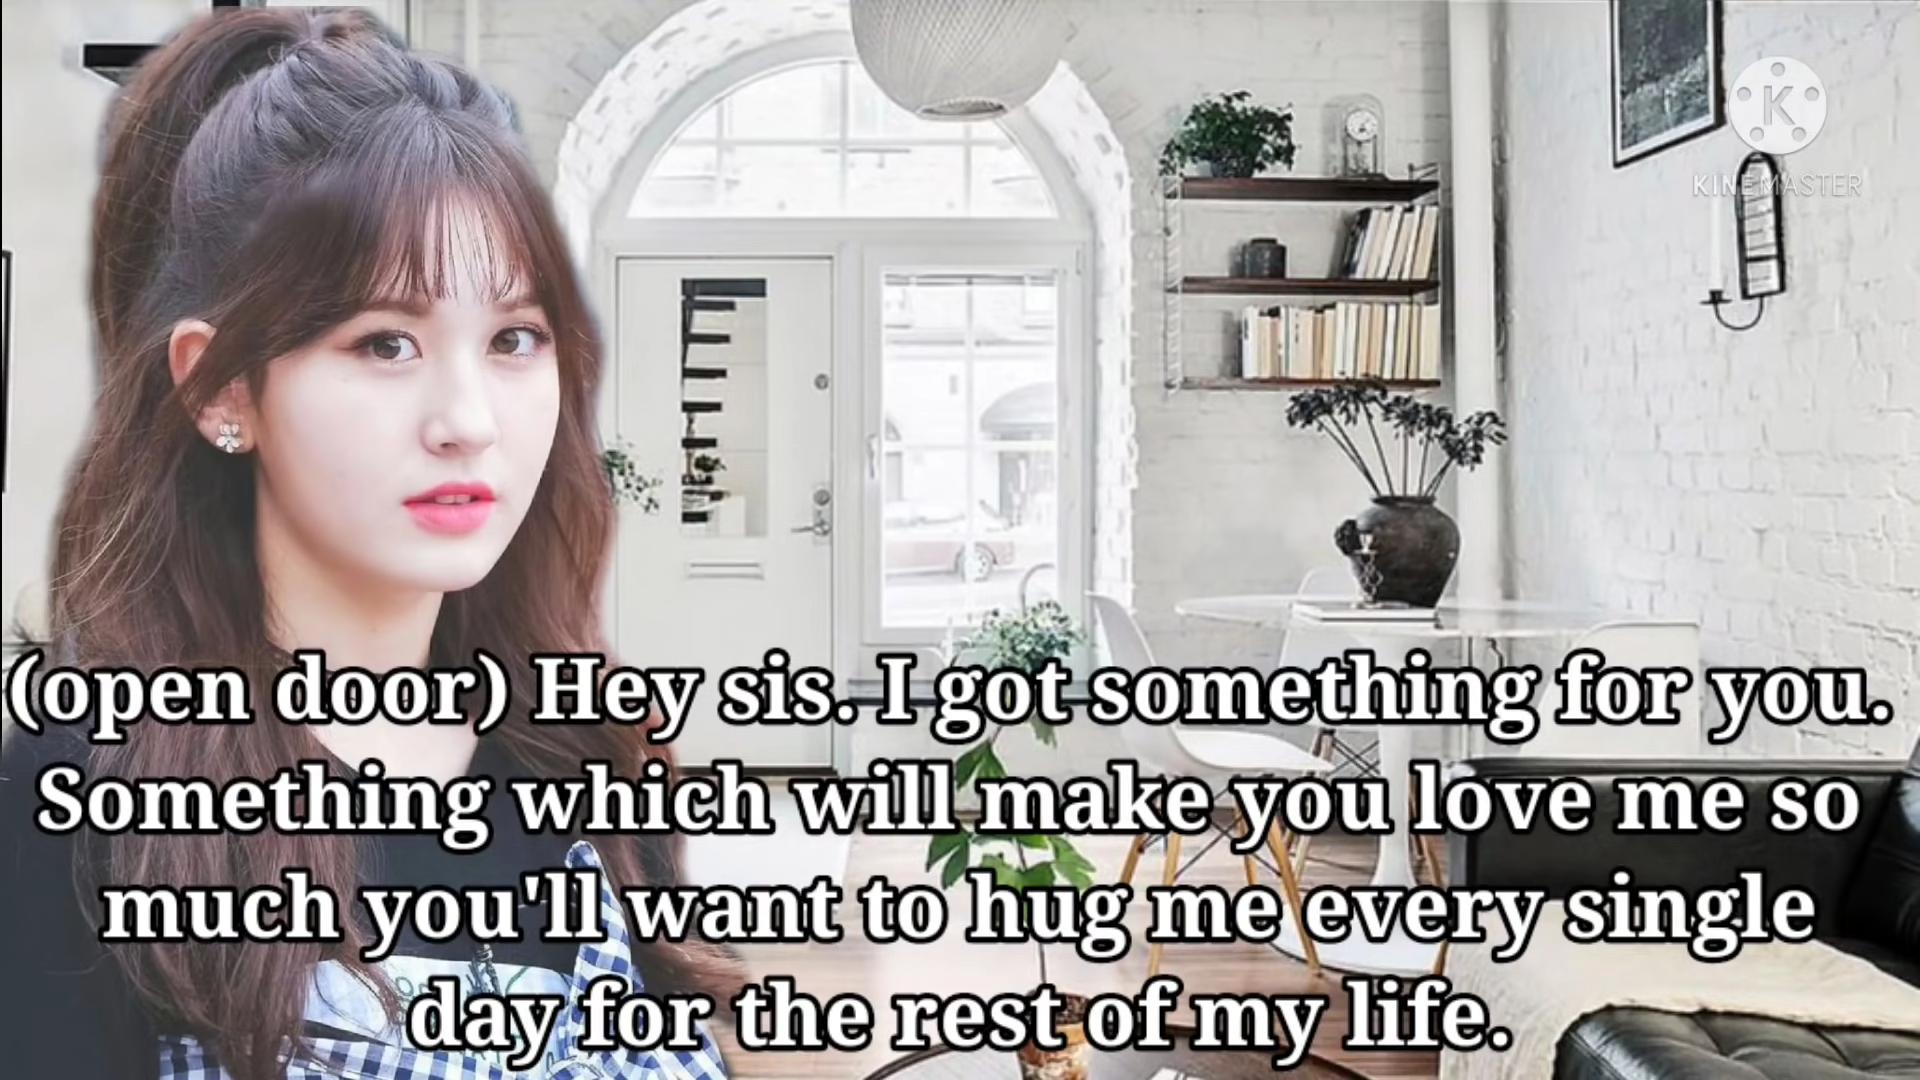 K
KINEMASTER
(open door) Hey sis. I got something for you.
Something which will make you love me so
much you'll want to hug me every single
day for the rest of my life.